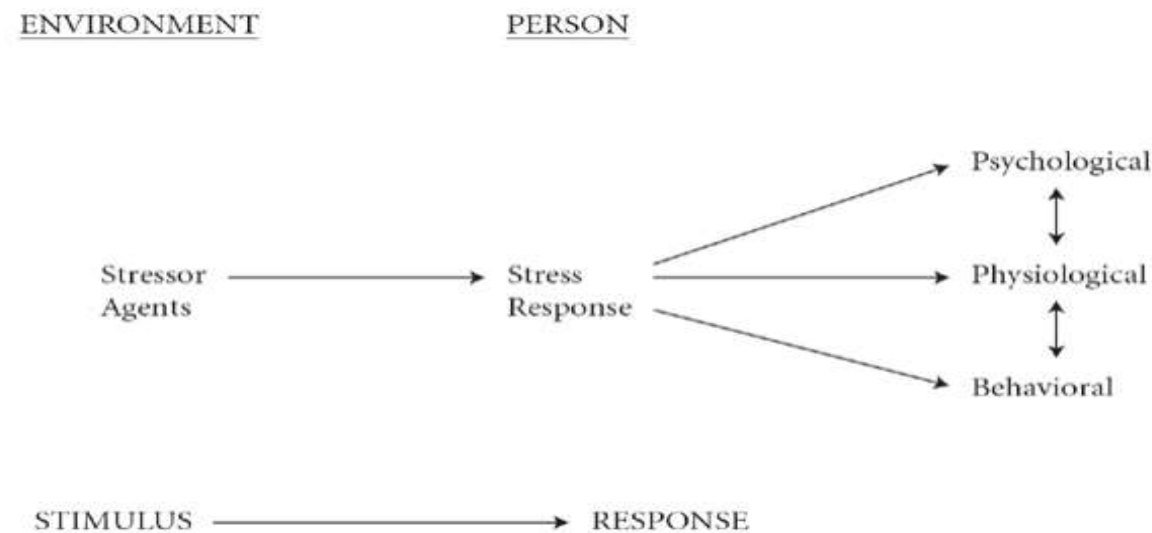 ENVIRONMENT PERSON
Psychological
Stressor Stress Physiological
Agents Response
Behavioral
STIMULUS RESPONSE